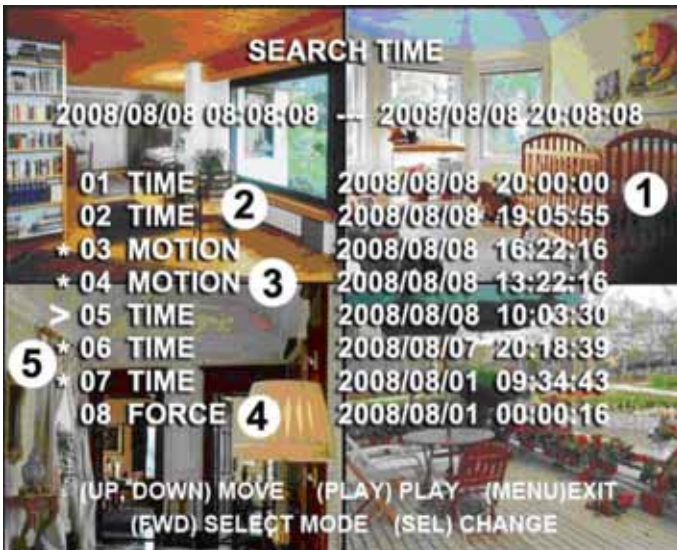 SEARCH TIME
2008/08/08 08:08:08 --- 2008/08/08 20:08:08
01 TIME 2008/08/08 20:00:00 1
02 TIME 2 2008/08/08 19:05:55
* 03 MOTION 2008/08/08 16:22:16
* 04 MOTION 3 2008/08/08 13:22:16
> 05 TIME 2008/08/08 10:03:30
5 * 06 TIME 2008/08/07 20:18:39
* 07 TIME 2008/08/01 09:34:43
08 FORCE 4 2008/08/01 00:00:16
(UP, DOWN) MOVE (PLAY) PLAY (MENU)EXIT
(FWD) SELECT MODE (SEL) CHANGE